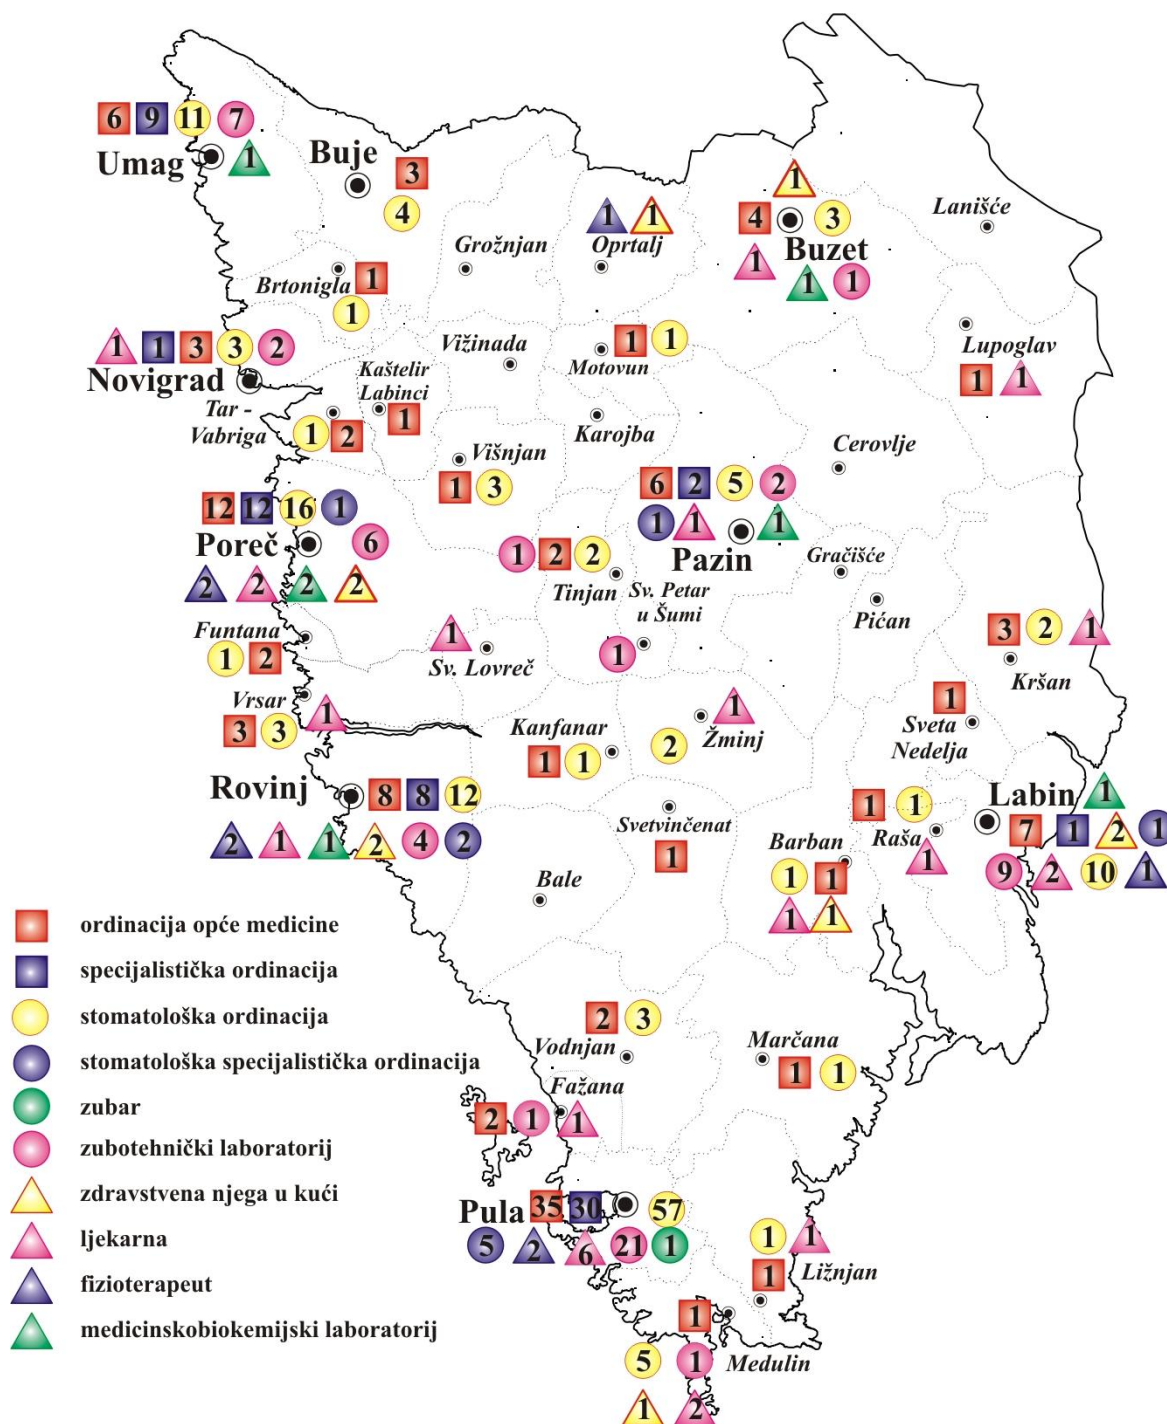 6 9 11 7
Umag
1
Buje
3
4
1
4 3
Buzet
1 1 1
Lanišće
1 1
Oprtalj
Grožnjan
Brtonigla 1
1
1 1 3 3 2
Novigrad
Vižinada
1 1
Motovun
Lupoglav
1 1
Kaštelir
Labinci
1
Tar -
Vabriga
1 2
Karojba
Višnjan
1 3
Cerovlje
6 2 5 2
1 1 1
Pazin
12 12 16 1
Poreč 6
2 2 2 2
1 2 2
Tinjan
Sv. Petar
u Šumi
1
Gračišće
Pićan
Funtana
1 2
1
Sv. Lovreč
3 2 1
Kršan
Vrsar
3 3 1
Kanfanar
1 1
1
2 Žminj
1
Sveta
Nedelja
Rovinj 8 8 12
2 1 1 2 4 2
Svetvinčenat
1
1 1
Raša
1
Labin 1
7 1 2 1
9 2 10 1
Barban
1 1
1 1
Bale
ordinacija opće medicine
specijalistička ordinacija
stomatološka ordinacija
stomatološka specijalistička ordinacija
zubar
zubotehnički laboratorij
zdravstvena njega u kući
ljekarna
fizioterapeut
medicinskobiokemijski laboratorij
2 3
Vodnjan
Marčana
1 1
Fažana
2 1 1
Pula 35 30 57
5 2 6 21 1
1 1
1 Ližnjan
1
5 1 Medulin
1 2